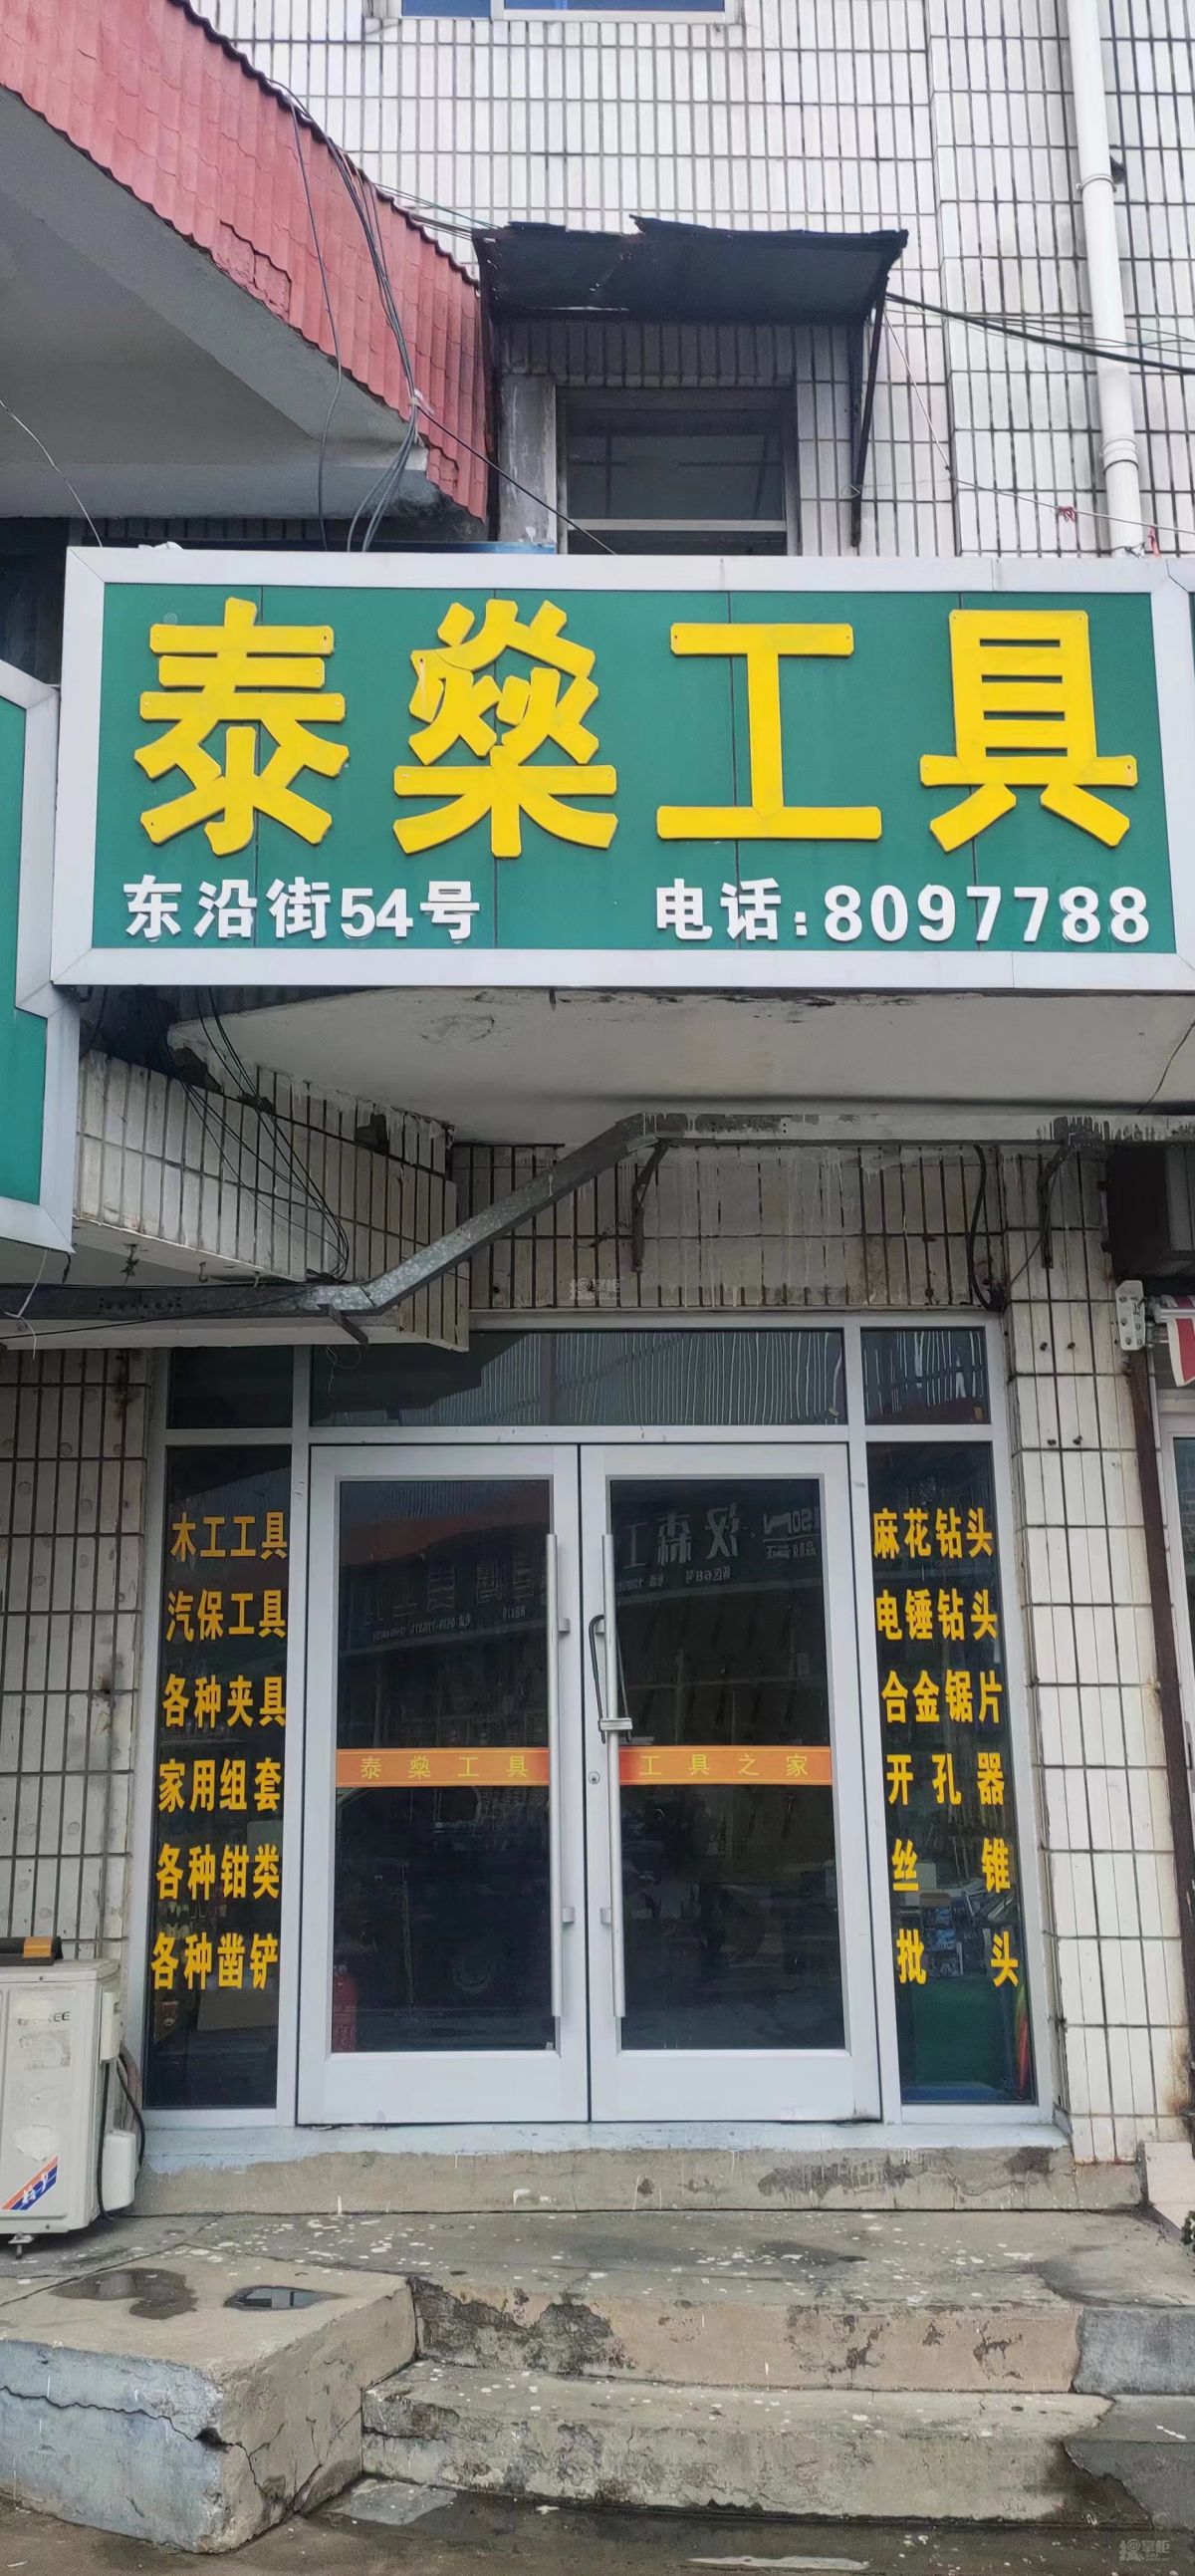 泰燊工具
东沿街54号 电话:8097788
木工工具
汽保工具
各种夹具
家用组套
各种钳类
各种凿铲
泰燊工具 工具之家
麻花钻头
电锤钻头
合金锯片
开孔器
丝锥
批头